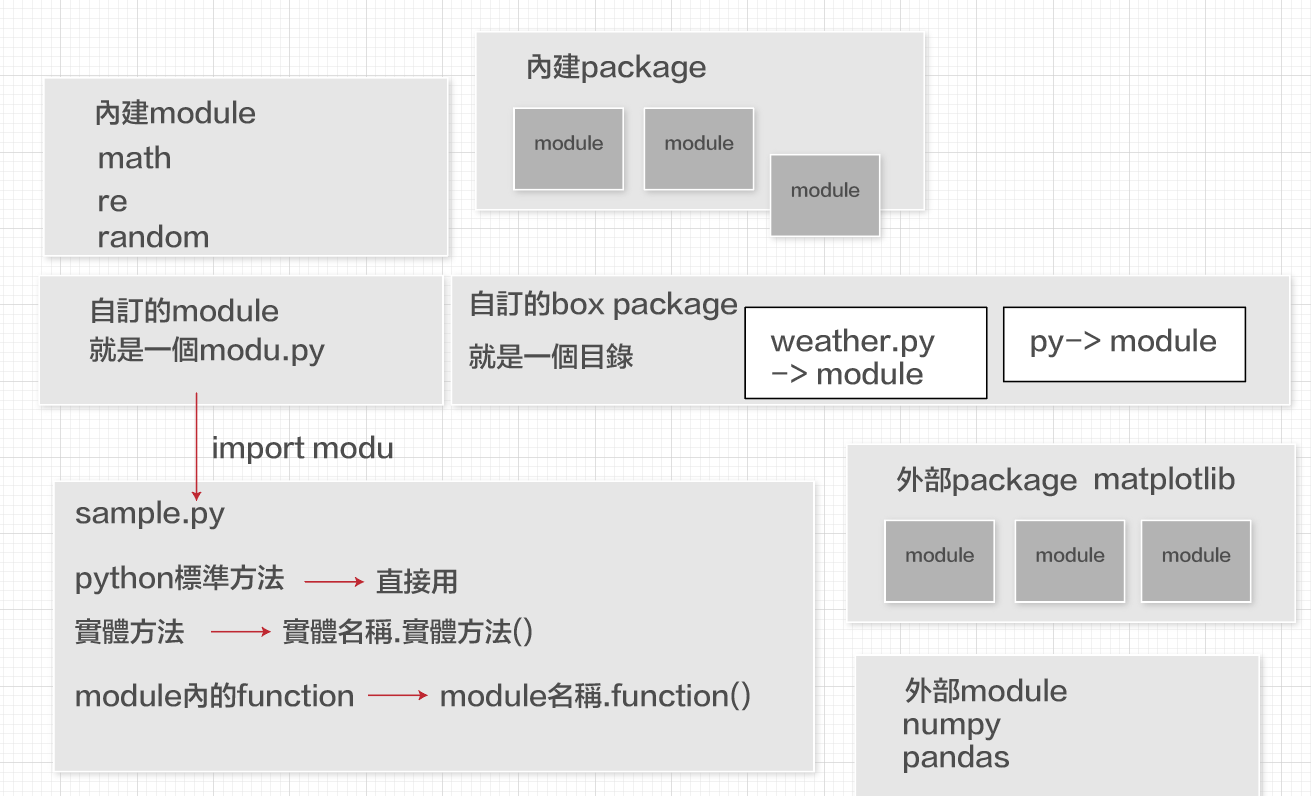 內建module
math
re
random
內建package
module
module
module
自訂的module
就是一個modu.py
自訂的box package
就是一個目錄
weather.py
-> module
py-> module
import modu
sample.py
python標準方法
直接用
實體方法
實體名稱.實體方法()
module內的function
module名稱.function()
外部package matplotlib
module
module
module
外部module
numpy
pandas